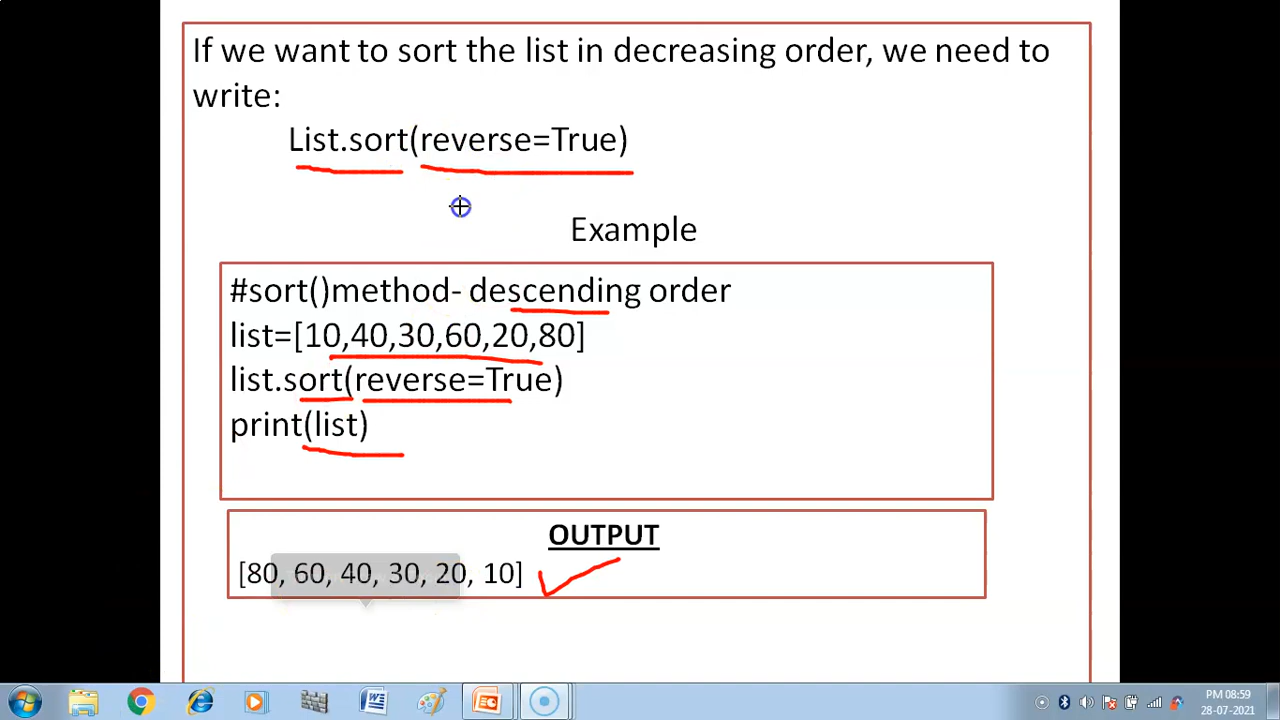 If we want to sort the list in decreasing order, we need to
write:
List.sort(reverse=True)
Example
#sort()method- descending order
list=[10,40,30,60,20,80]
list.sort(reverse=True)
print(list)
OUTPUT
[80, 60, 40, 30, 20, 10]
PM 08:59
28-07-2021